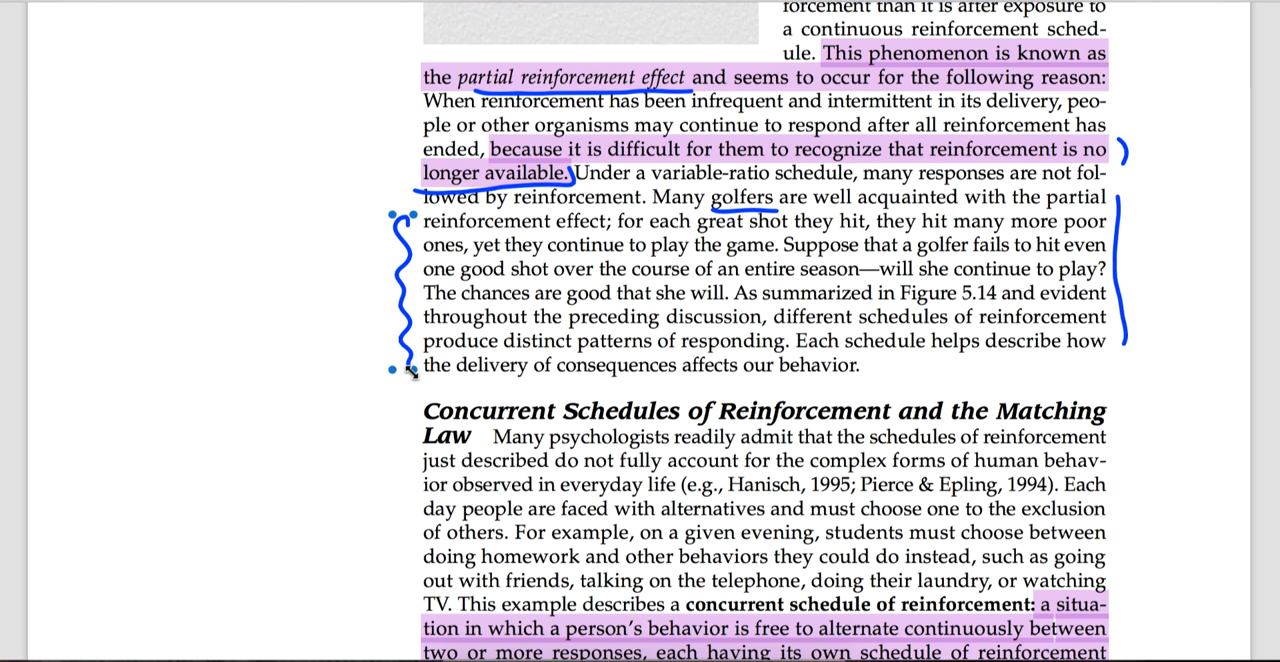 forcement than it is after exposure to
a continuous reinforcement sched-
ule. This phenomenon is known as
the partial reinforcement effect and seems to occur for the following reason:
When reinforcement has been infrequent and intermittent in its delivery, peo-
ple or other organisms may continue to respond after all reinforcement has
ended, because it is difficult for them to recognize that reinforcement is no
longer available. Under a variable-ratio schedule, many responses are not fol-
lowed by reinforcement. Many golfers are well acquainted with the partial
reinforcement effect; for each great shot they hit, they hit many more poor
ones, yet they continue to play the game. Suppose that a golfer fails to hit even
one good shot over the course of an entire season—will she continue to play?
The chances are good that she will. As summarized in Figure 5.14 and evident
throughout the preceding discussion, different schedules of reinforcement
produce distinct patterns of responding. Each schedule helps describe how
the delivery of consequences affects our behavior.
Concurrent Schedules of Reinforcement and the Matching
Law Many psychologists readily admit that the schedules of reinforcement
just described do not fully account for the complex forms of human behav-
ior observed in everyday life (e.g., Hanisch, 1995; Pierce & Epling, 1994). Each
day people are faced with alternatives and must choose one to the exclusion
of others. For example, on a given evening, students must choose between
doing homework and other behaviors they could do instead, such as going
out with friends, talking on the telephone, doing their laundry, or watching
TV. This example describes a concurrent schedule of reinforcement: a situa-
tion in which a person's behavior is free to alternate continuously between
two or more responses, each having its own schedule of reinforcement